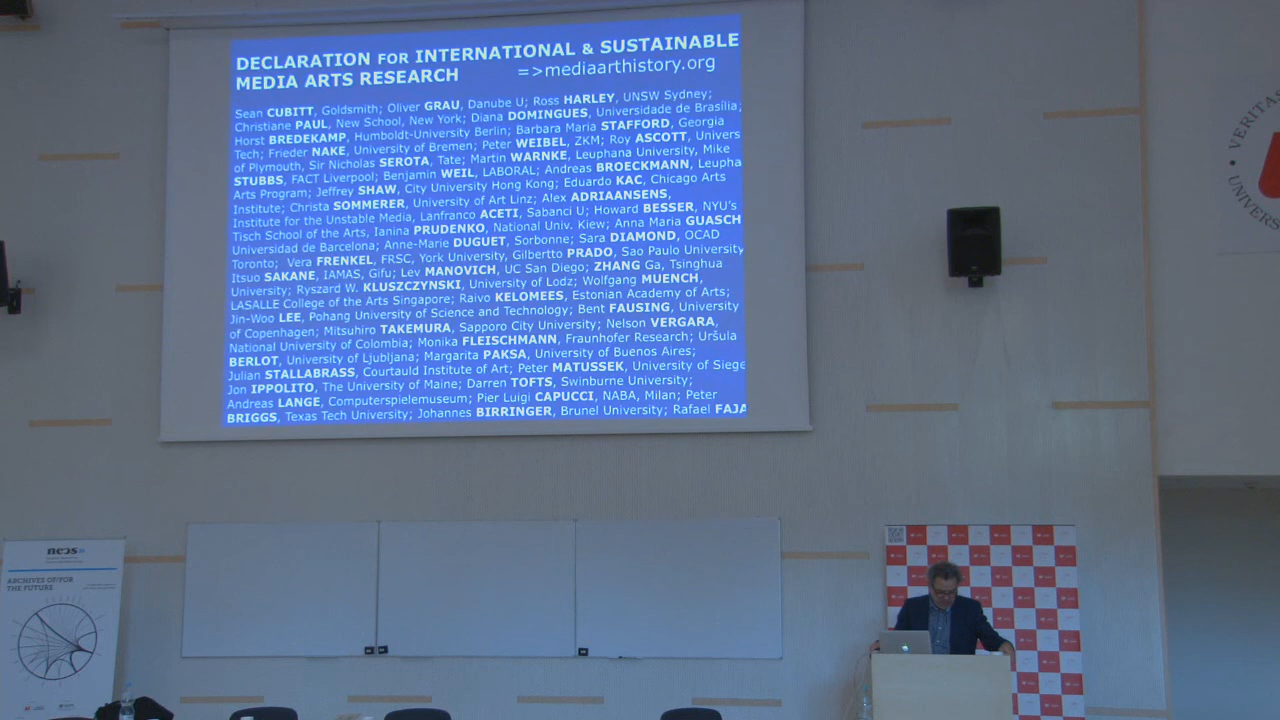 DECLARATION FOR INTERNATIONAL & SUSTAINABLE
MEDIA ARTS RESEARCH =>mediaarthistory.org
Sean CUBITT, Goldsmith; Oliver GRAU, Danube U; Ross HARLEY, UNSW Sydney;
Christiane PAUL, New School, New York; Diana DOMINGUES, Universidade de Brasília;
Horst BREDEKAMP, Humboldt-University Berlin; Barbara Maria STAFFORD, Georgia
Tech; Frieder NAKE, University of Bremen; Peter WEIBEL, ZKM; Roy ASCOTT, Univers
of Plymouth, Sir Nicholas SEROTA, Tate; Martin WARNKE, Leuphana University, Mike
STUBBS, FACT Liverpool; Benjamin WEIL, LABORAL; Andreas BROECKMANN, Leupha
Arts Program; Jeffrey SHAW, City University Hong Kong; Eduardo KAC, Chicago Arts
Institute; Christa SOMMERER, University of Art Linz; Alex ADRIAANSENS,
Institute for the Unstable Media, Lanfranco ACETI, Sabanci U; Howard BESSER, NYU's
Tisch School of the Arts, Ianina PRUDENKO, National Univ. Kiew; Anna Maria GUASCH
Universidad de Barcelona; Anne-Marie DUGUET, Sorbonne; Sara DIAMOND, OCAD
Toronto; Vera FRENKEL, FRSC, York University, Gilbertto PRADO, Sao Paulo University
Itsuo SAKANE, IAMAS, Gifu; Lev MANOVICH, UC San Diego; ZHANG Ga, Tsinghua
University; Ryszard W. KLUSZCZYNSKI, University of Lodz; Wolfgang MUENCH,
LASALLE College of the Arts Singapore; Raivo KELOMEES, Estonian Academy of Arts;
Jin-Woo LEE, Pohang University of Science and Technology; Bent FAUSING, University
of Copenhagen; Mitsuhiro TAKEMURA, Sapporo City University; Nelson VERGARA,
National University of Colombia; Monika FLEISCHMANN, Fraunhofer Research; Uršula
BERLOT, University of Ljubljana; Margarita PAKSA, University of Buenos Aires;
Julian STALLABRASS, Courtauld Institute of Art; Peter MATUSSEK, University of Siege
Jon IPPOLITO, The University of Maine; Darren TOFTS, Swinburne University;
Andreas LANGE, Computerspielemuseum; Pier Luigi CAPUCCI, NABA, Milan; Peter
BRIGGS, Texas Tech University; Johannes BIRRINGER, Brunel University; Rafael FAJA
VERITAS
UNIVERS
necs
ARCHIVES OF/FOR
THE FUTURE